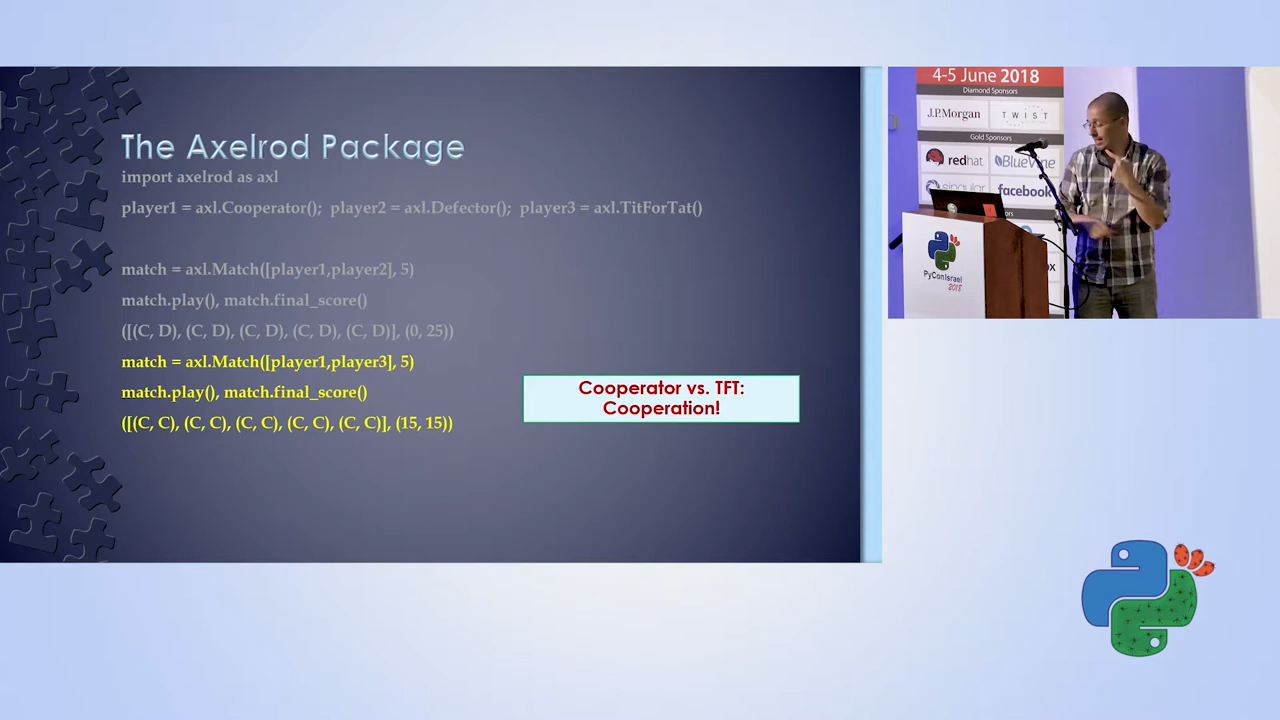 The Axelrod Package
import axelrod as axl
player1 = axl.Cooperator(); player2 = axl.Defector(); player3 = axl.TitForTat()
match = axl.Match([player1,player2], 5)
match.play(), match.final_score()
([(C, D), (C, D), (C, D), (C, D), (C, D)], (0, 25))
match = axl.Match([player1,player3], 5)
match.play(), match.final_score()
([(C, C), (C, C), (C, C), (C, C), (C, C)], (15, 15))
Cooperator vs. TFT:
Cooperation!
4-5 June 2018
Diamond Sponsors
J.P.Morgan
TWIST
Gold Sponsors
redhat.
BlueVine
singular
facebook
PyConIsrael
2018